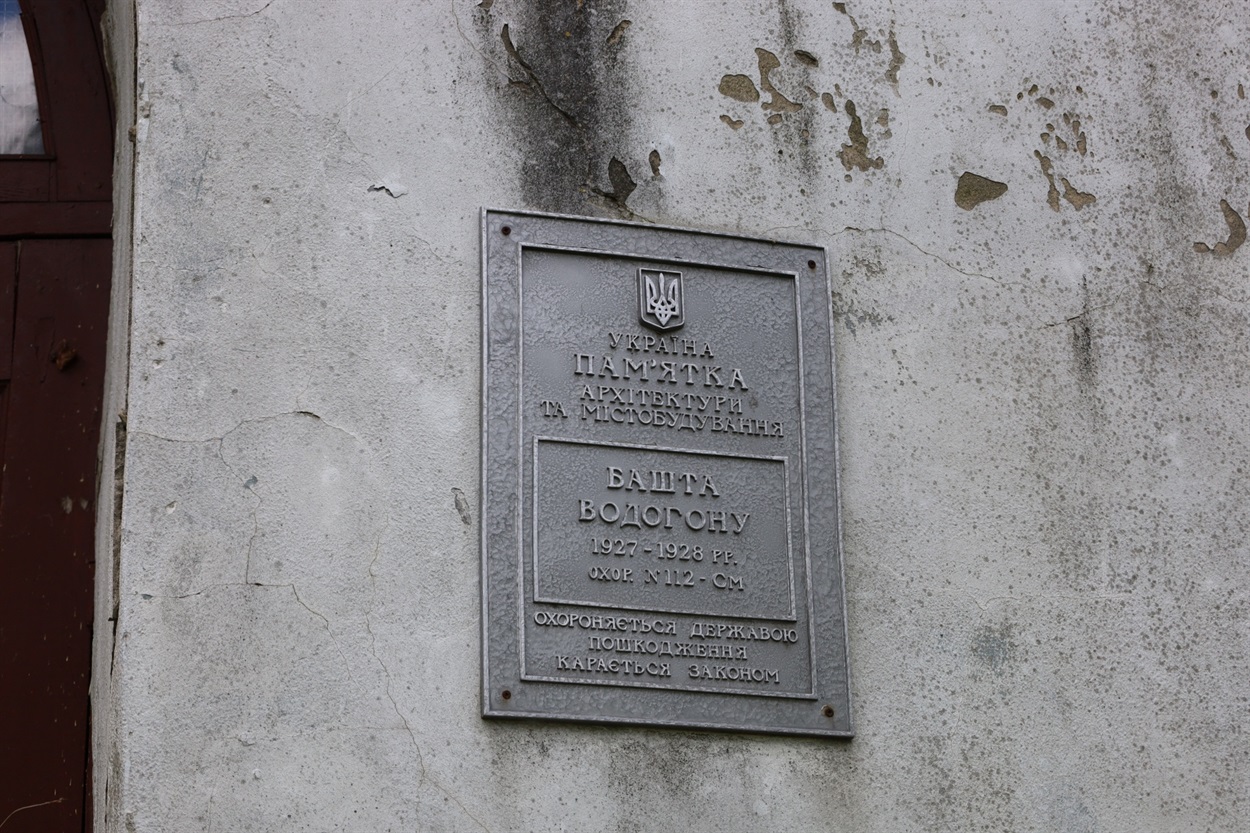 УКРАЇНА
ПАМ'ЯТКА
АРХІТЕКТУРИ
ТА МІСТОБУДУВАННЯ
БАШТА
ВОДОГОНУ
1927 - 1928 РР.
ОХОР. N 112 - СМ
ОХОРОНЯЄТЬСЯ ДЕРЖАВОЮ
ПОШКОДЖЕННЯ
КАРАЄТЬСЯ ЗАКОНОМ